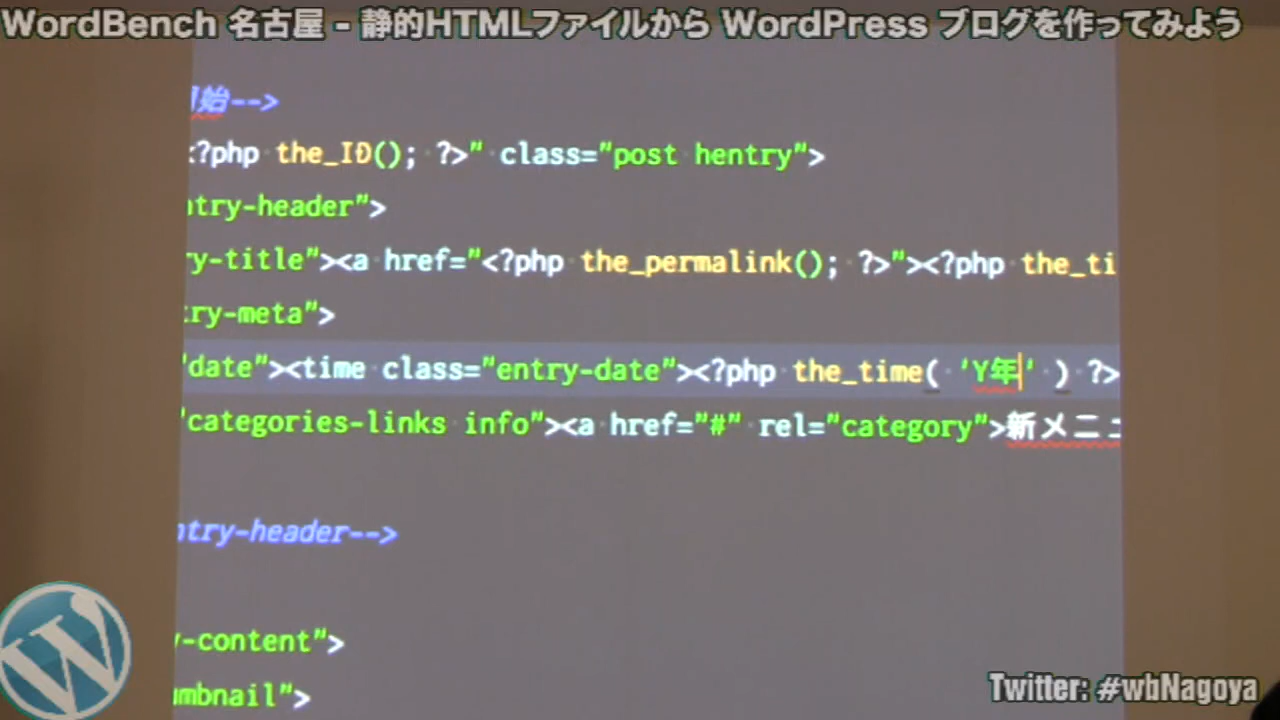 WordBench 名古屋 - 静的HTMLファイルから WordPress ブログを作ってみよう
始-->
<?php the_ID(); ?>" class="post hentry">
ntry-header">
ry-title"><a href="<?php the_permalink(); ?>"><?php the_ti
try-meta">
"date"><time class="entry-date"><?php the_time( 'Y年' ) ?>
"categories-links info"><a href="#" rel="category">新メニュ
ntry-header-->
y-content">
umbnail">
Twitter: #wbNagoya